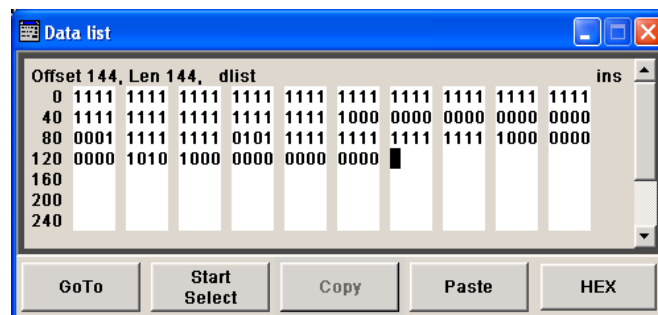 Data list
Offset 144, Len 144, dlist ins
0 1111 1111 1111 1111 1111 1111 1111 1111 1111 1111
40 1111 1111 1111 1111 1111 1000 0000 0000 0000 0000
80 0001 1111 1111 0101 1111 1111 1111 1111 1000 0000
120 0000 1010 1000 0000 0000 0000
160
200
240
GoTo Start Select Copy Paste HEX